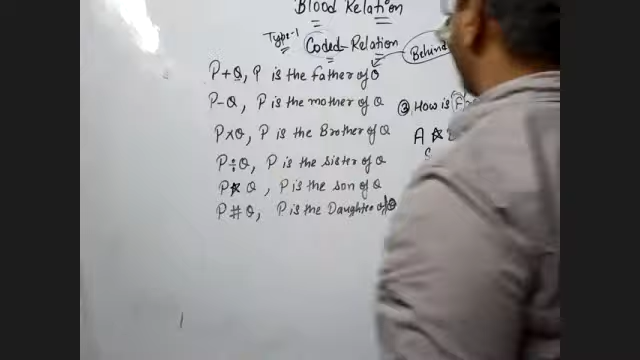 Blood Relation
Type-1
Coded Relation
Behind
P+Q, P is the father of Q
P-Q, P is the mother of Q
③ How is F
P×Q, P is the Brother of Q
A ☆
P÷Q, P is the sister of Q
S
P☆Q, P is the son of Q
P#Q, P is the Daughter of Q